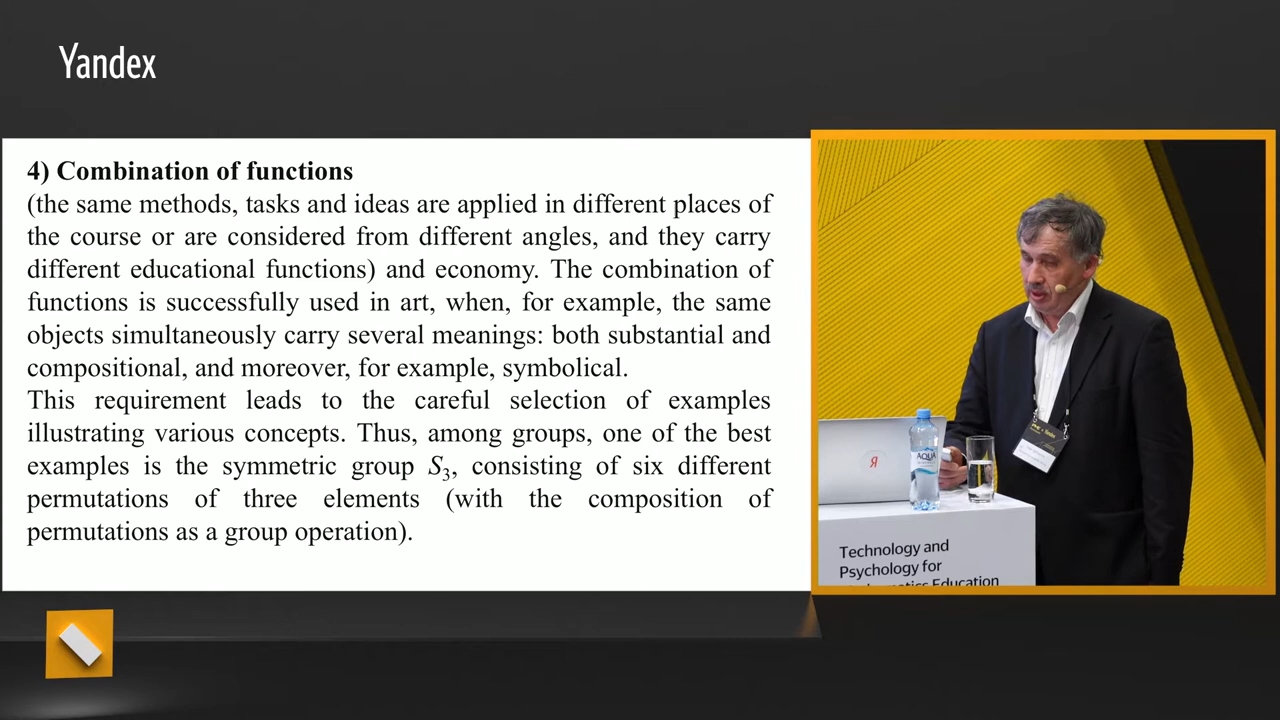 Yandex
4) Combination of functions
(the same methods, tasks and ideas are applied in different places of
the course or are considered from different angles, and they carry
different educational functions) and economy. The combination of
functions is successfully used in art, when, for example, the same
objects simultaneously carry several meanings: both substantial and
compositional, and moreover, for example, symbolical.
This requirement leads to the careful selection of examples
illustrating various concepts. Thus, among groups, one of the best
examples is the symmetric group S₃, consisting of six different
permutations of three elements (with the composition of
permutations as a group operation).
Я
AQUA
Technology and
Psychology for
Mathematics Education